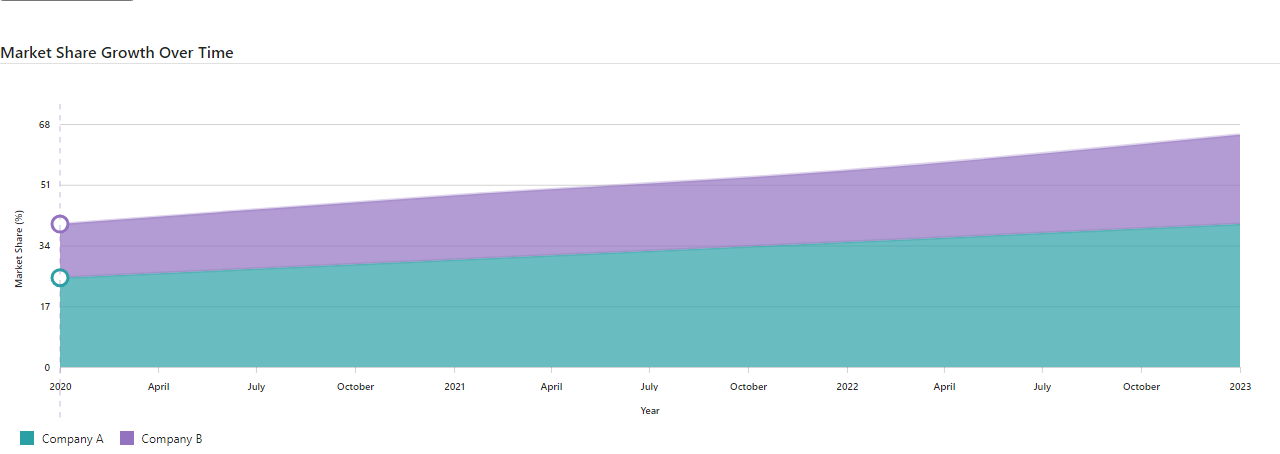 Market Share Growth Over Time
68
51
34
17
0
Market Share (%)
2020 April July October 2021 April July October 2022 April July October 2023
Year
Company A Company B